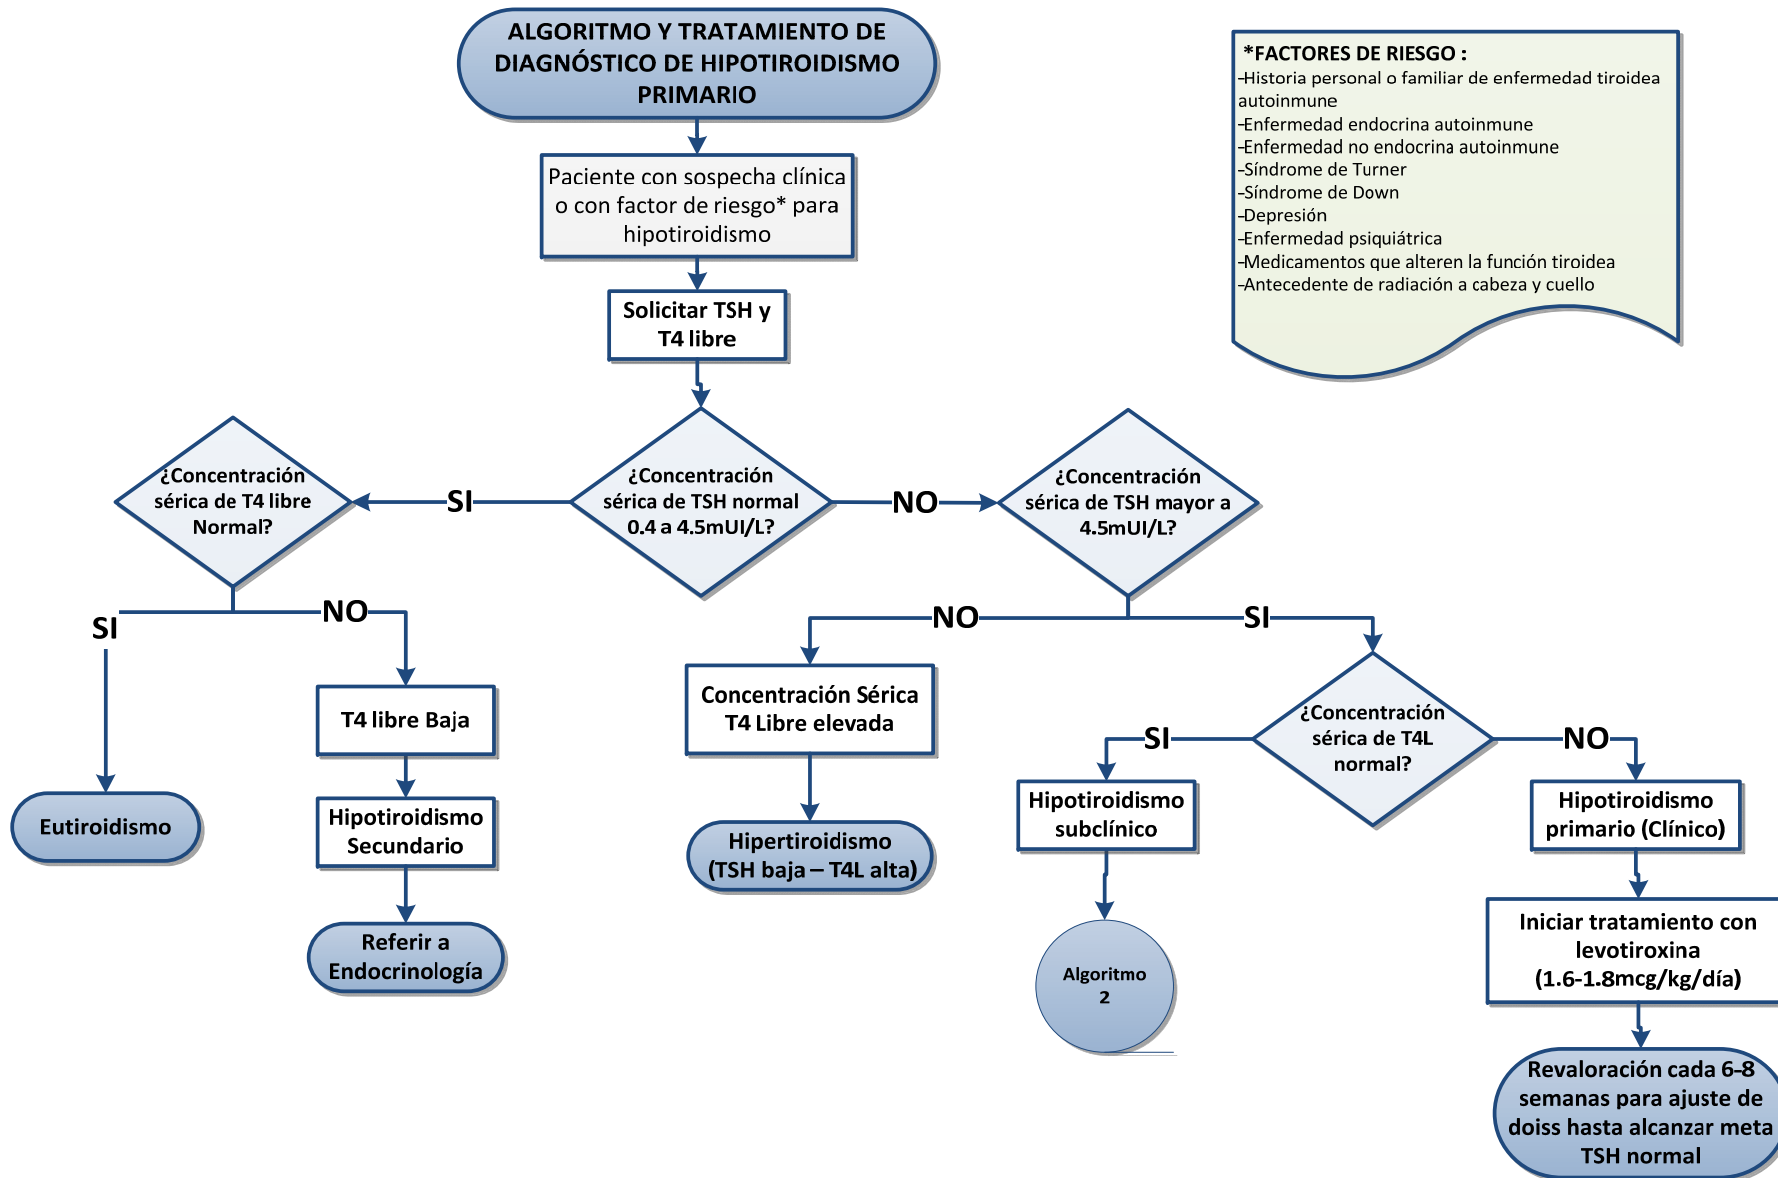 ALGORITMO Y TRATAMIENTO DE
DIAGNÓSTICO DE HIPOTIROIDISMO
PRIMARIO
*FACTORES DE RIESGO :
-Historia personal o familiar de enfermedad tiroidea
autoinmune
-Enfermedad endocrina autoinmune
-Enfermedad no endocrina autoinmune
-Síndrome de Turner
-Síndrome de Down
-Depresión
-Enfermedad psiquiátrica
-Medicamentos que alteren la función tiroidea
-Antecedente de radiación a cabeza y cuello
Paciente con sospecha clínica
o con factor de riesgo* para
hipotiroidismo
Solicitar TSH y
T4 libre
¿Concentración
sérica de T4 libre
Normal?
SI
¿Concentración
sérica de TSH normal
0.4 a 4.5mUI/L?
NO
¿Concentración
sérica de TSH mayor a
4.5mUI/L?
SI
NO
NO
SI
T4 libre Baja
Concentración Sérica
T4 Libre elevada
¿Concentración
sérica de T4L
normal?
SI
NO
Eutiroidismo
Hipotiroidismo
Secundario
Hipertiroidismo
(TSH baja – T4L alta)
Hipotiroidismo
subclínico
Hipotiroidismo
primario (Clínico)
Referir a
Endocrinología
Algoritmo
2
Iniciar tratamiento con
levotiroxina
(1.6-1.8mcg/kg/día)
Revaloración cada 6-8
semanas para ajuste de
doiss hasta alcanzar meta
TSH normal